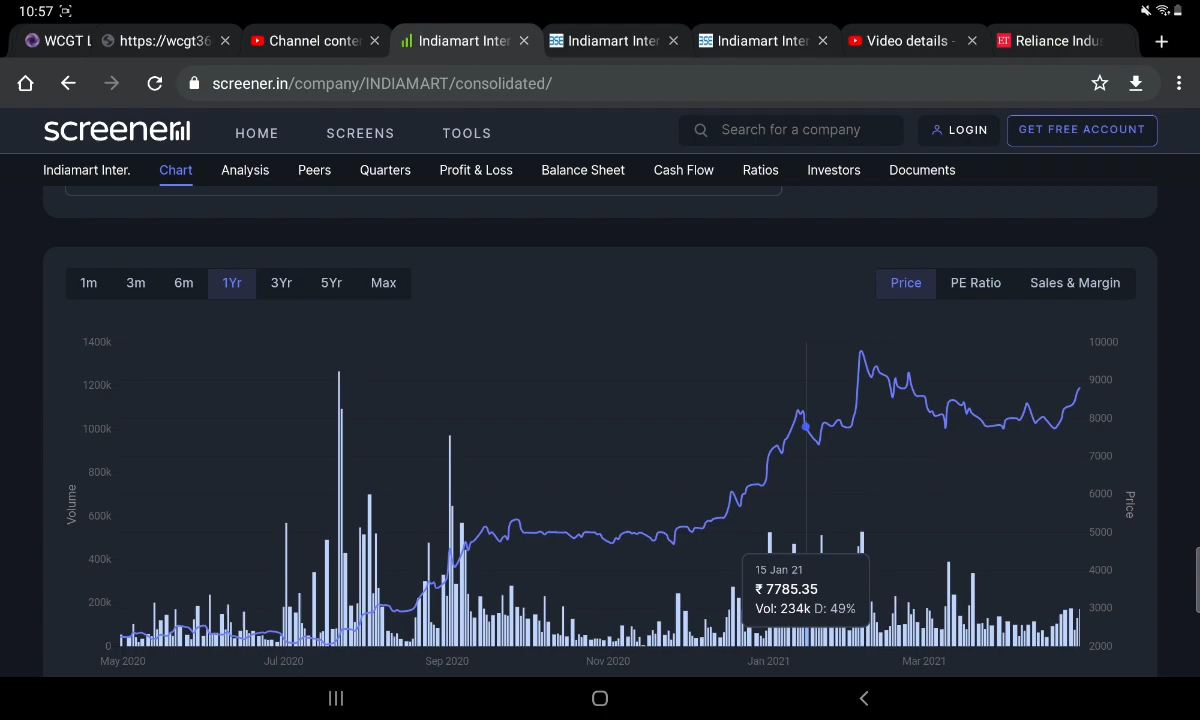 10:57
WCGT L
https://wcgt36
Channel conter
Indiamart Inter
Indiamart Inter
Indiamart Inter
Video details -
ET
Reliance Indus
screener.in/company/INDIAMART/consolidated/
screener
HOME
SCREENS
TOOLS
Search for a company
LOGIN
GET FREE ACCOUNT
Indiamart Inter.
Chart
Analysis
Peers
Quarters
Profit & Loss
Balance Sheet
Cash Flow
Ratios
Investors
Documents
1m
3m
6m
1Yr
3Yr
5Yr
Max
Price
PE Ratio
Sales & Margin
1400k
1200k
1000k
800k
600k
400k
200k
0
Volume
10000
9000
8000
7000
6000
5000
4000
3000
2000
Price
15 Jan 21
₹ 7785.35
Vol: 234k D: 49%
May 2020
Jul 2020
Sep 2020
Nov 2020
Jan 2021
Mar 2021